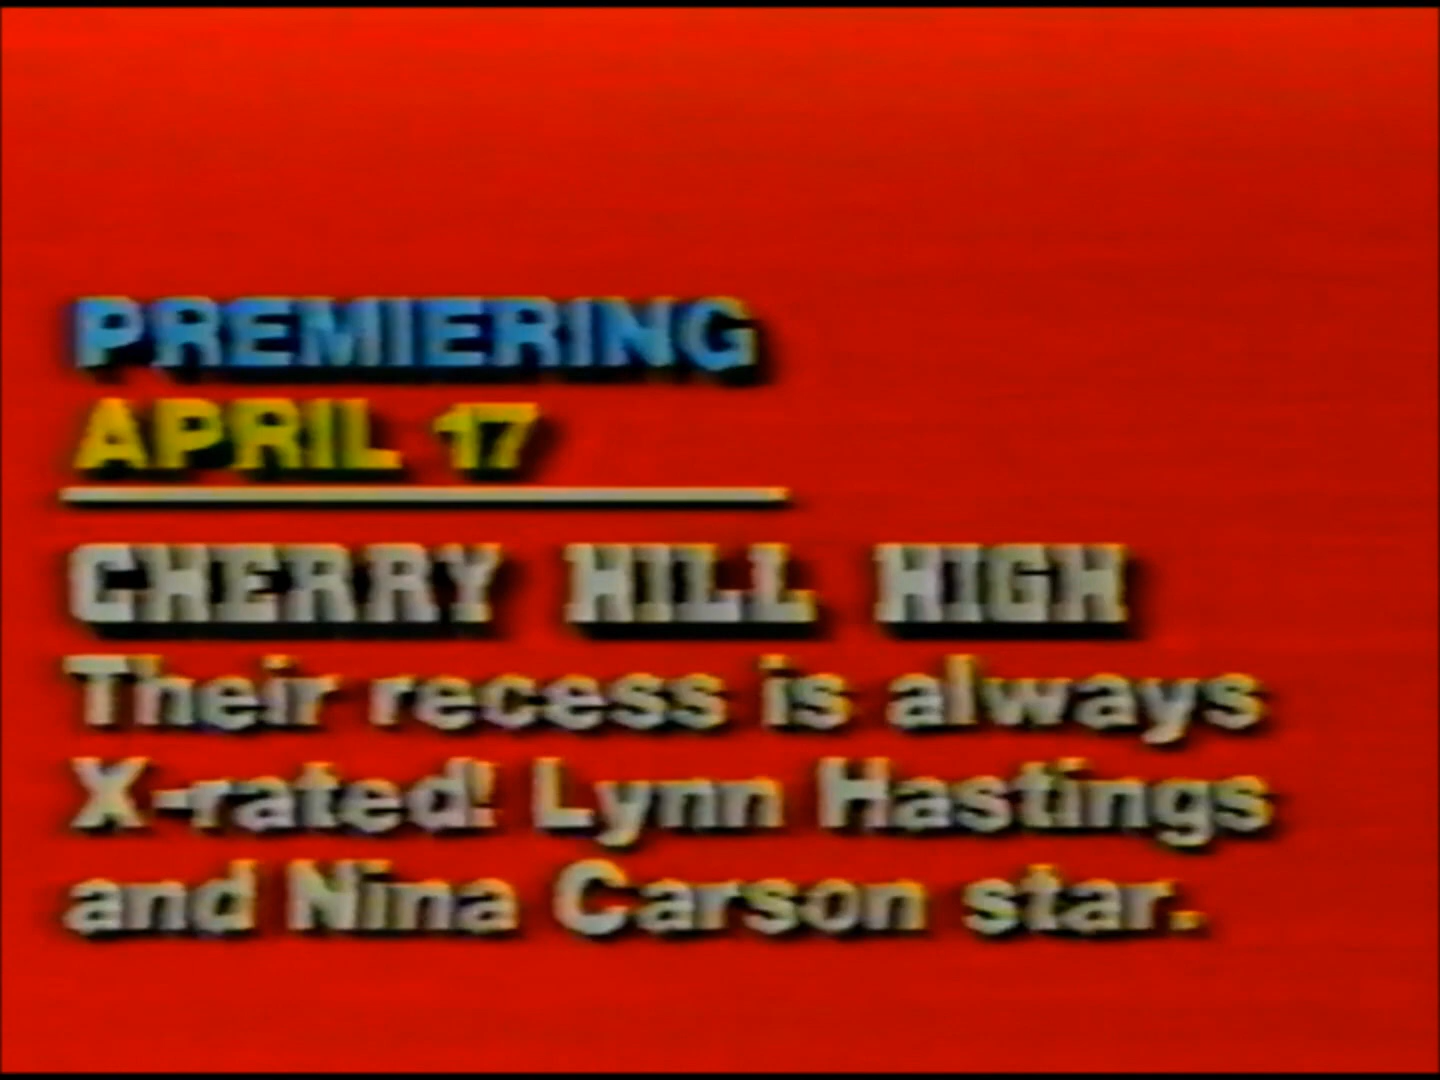 PREMIERING
APRIL 17
CHERRY HILL HIGH
Their recess is always
X-rated! Lynn Hastings
and Nina Carson star.